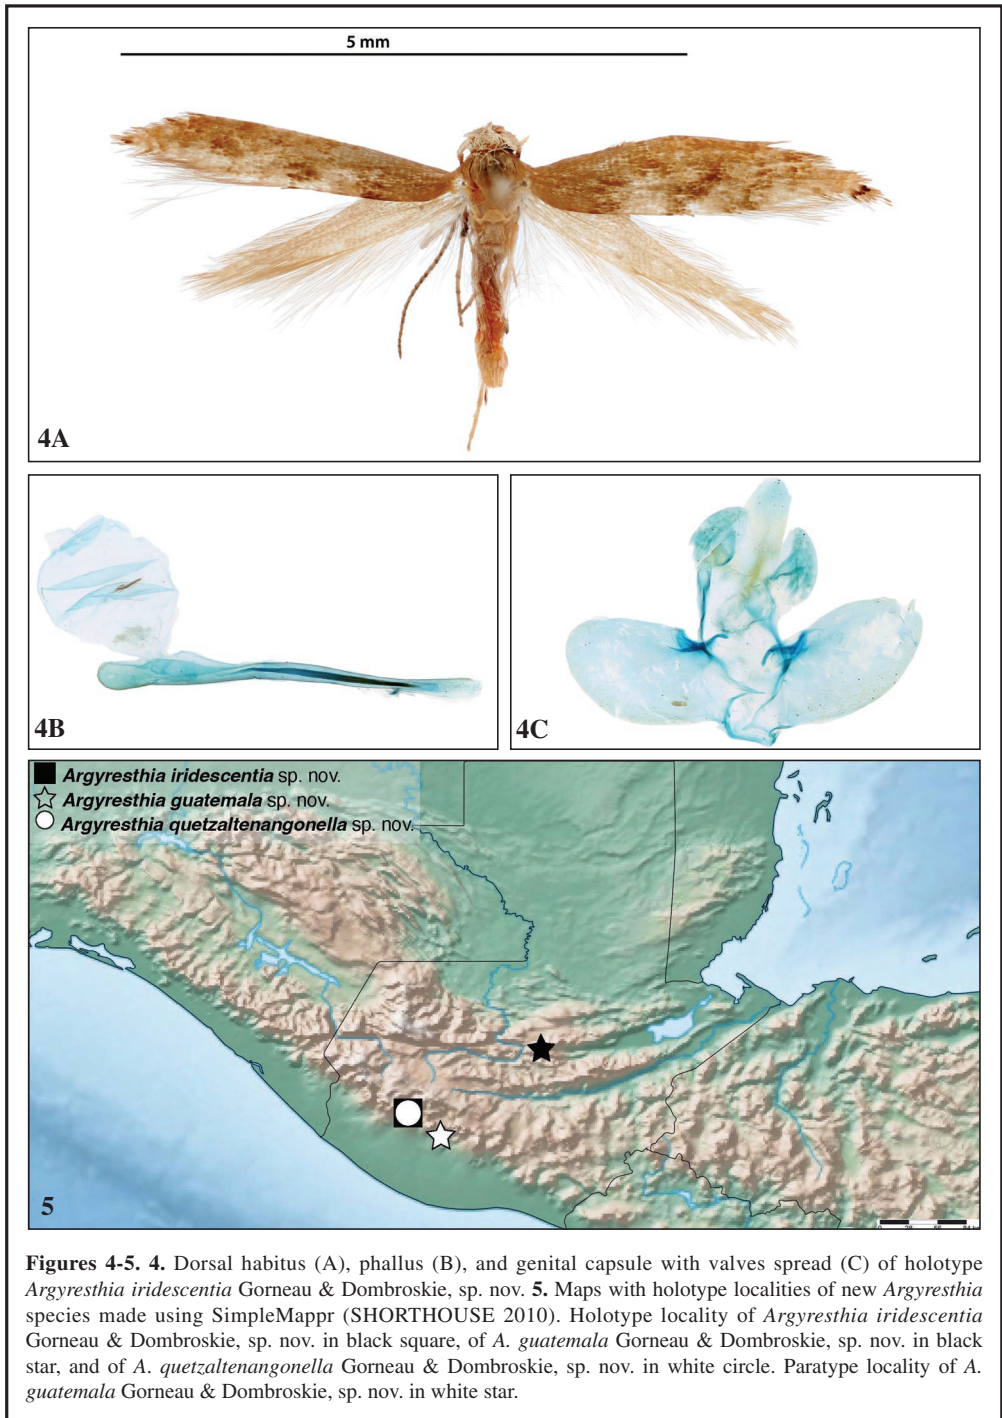 5 mm
4A
4B
4C
Argyresthia iridescentia sp. nov.
Argyresthia guatemala sp. nov.
Argyresthia quetzaltenangonella sp. nov.
5
Figures 4-5. 4. Dorsal habitus (A), phallus (B), and genital capsule with valves spread (C) of holotype
Argyresthia iridescentia Gorneau & Dombroskie, sp. nov. 5. Maps with holotype localities of new Argyresthia
species made using SimpleMappr (SHORTHOUSE 2010). Holotype locality of Argyresthia iridescentia
Gorneau & Dombroskie, sp. nov. in black square, of A. guatemala Gorneau & Dombroskie, sp. nov. in black
star, and of A. quetzaltenangonella Gorneau & Dombroskie, sp. nov. in white circle. Paratype locality of A.
guatemala Gorneau & Dombroskie, sp. nov. in white star.